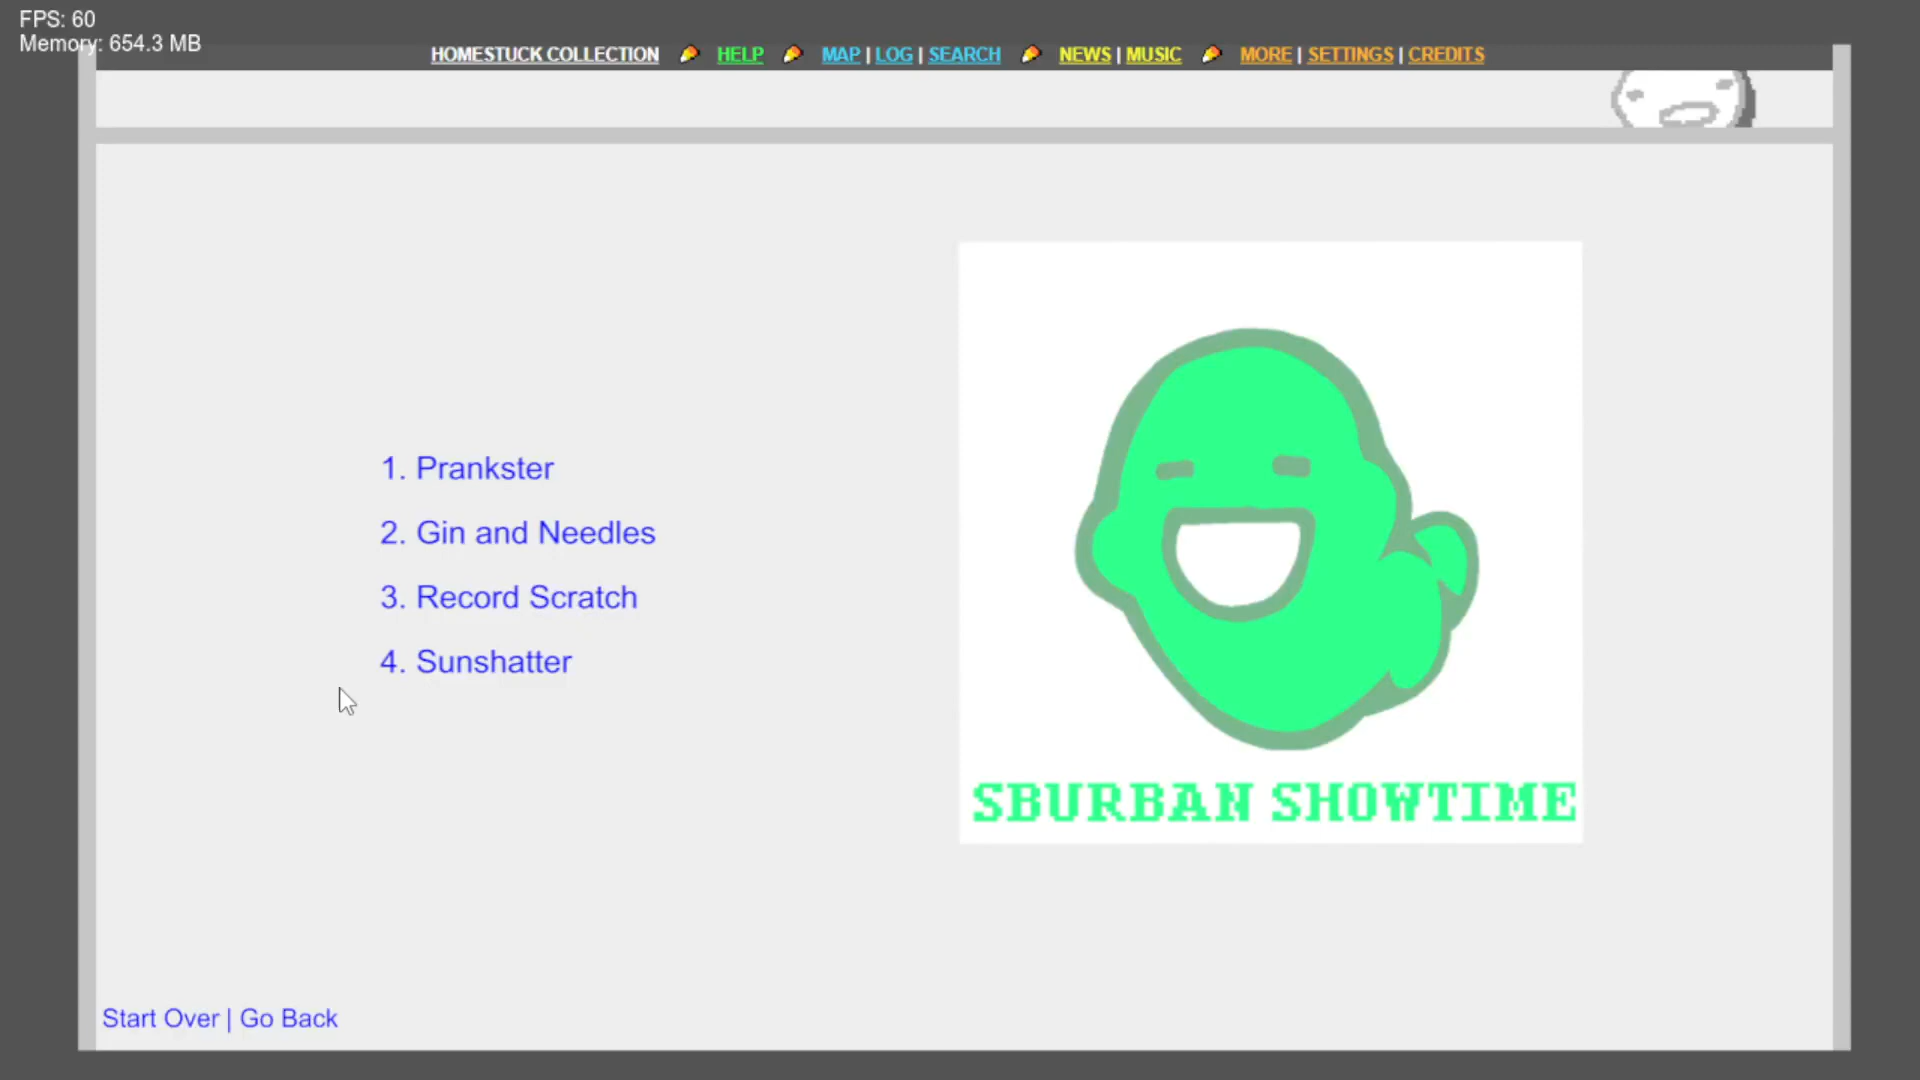 FPS: 60
Memory: 654.3 MB
HOMESTUCK COLLECTION HELP MAP | LOG | SEARCH NEWS | MUSIC MORE | SETTINGS | CREDITS
1. Prankster
2. Gin and Needles
3. Record Scratch
4. Sunshatter
SBURBAN SHOWTIME
Start Over | Go Back